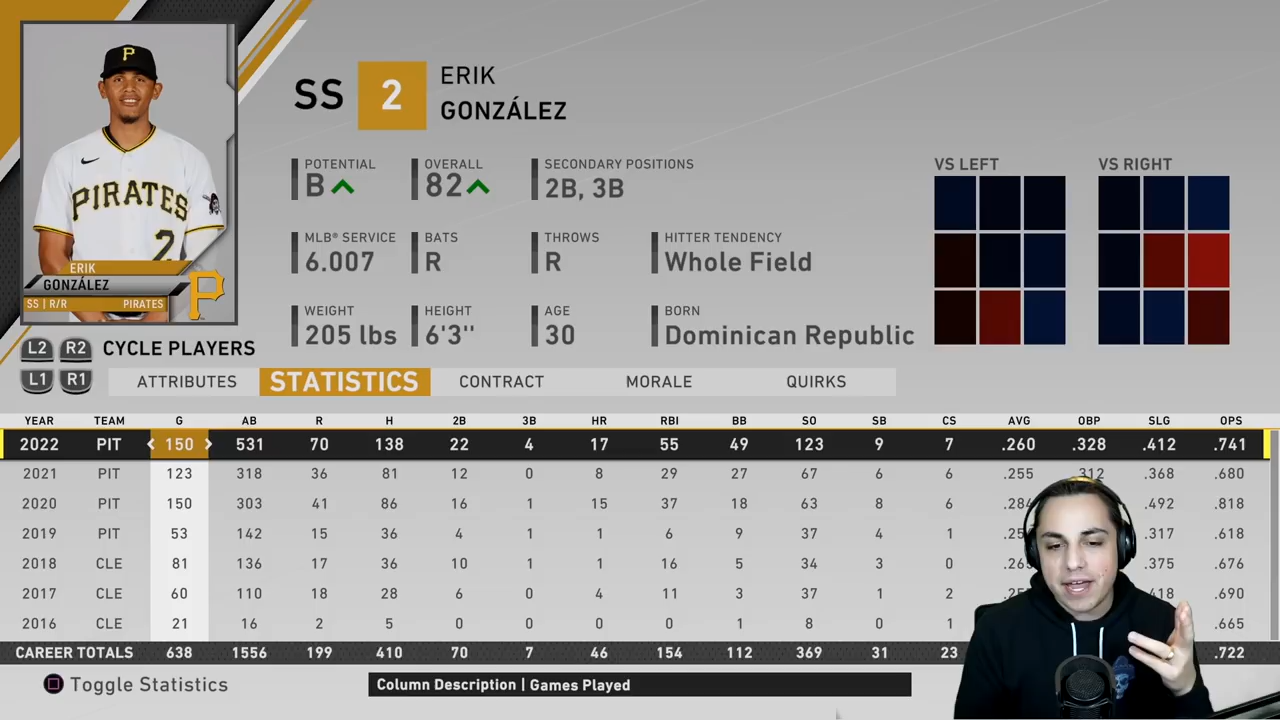 P
PIRATES
2
ERIK
GONZÁLEZ
SS | R/R PIRATES
P
SS 2 ERIK
GONZÁLEZ
POTENTIAL OVERALL SECONDARY POSITIONS
B 82 2B, 3B
MLB® SERVICE BATS THROWS HITTER TENDENCY
6.007 R R Whole Field
WEIGHT HEIGHT AGE BORN
205 lbs 6'3'' 30 Dominican Republic
VS LEFT VS RIGHT
L2 R2 CYCLE PLAYERS
L1 R1
ATTRIBUTES STATISTICS CONTRACT MORALE QUIRKS
YEAR TEAM G AB R H 2B 3B HR RBI BB SO SB CS AVG OBP SLG OPS
2022 PIT 150 531 70 138 22 4 17 55 49 123 9 7 .260 .328 .412 .741
2021 PIT 123 318 36 81 12 0 8 29 27 67 6 6 .255 .312 .368 .680
2020 PIT 150 303 41 86 16 1 15 37 18 63 8 6 .492 .818
2019 PIT 53 142 15 36 4 1 1 6 9 37 4 1 .317 .618
2018 CLE 81 136 17 36 10 1 1 16 5 34 3 0 .375 .676
2017 CLE 60 110 18 28 6 0 4 11 3 37 1 2 .690
2016 CLE 21 16 2 5 0 0 0 0 1 8 0 1 .665
CAREER TOTALS 638 1556 199 410 70 7 46 154 112 369 31 23 .722
Toggle Statistics
Column Description | Games Played